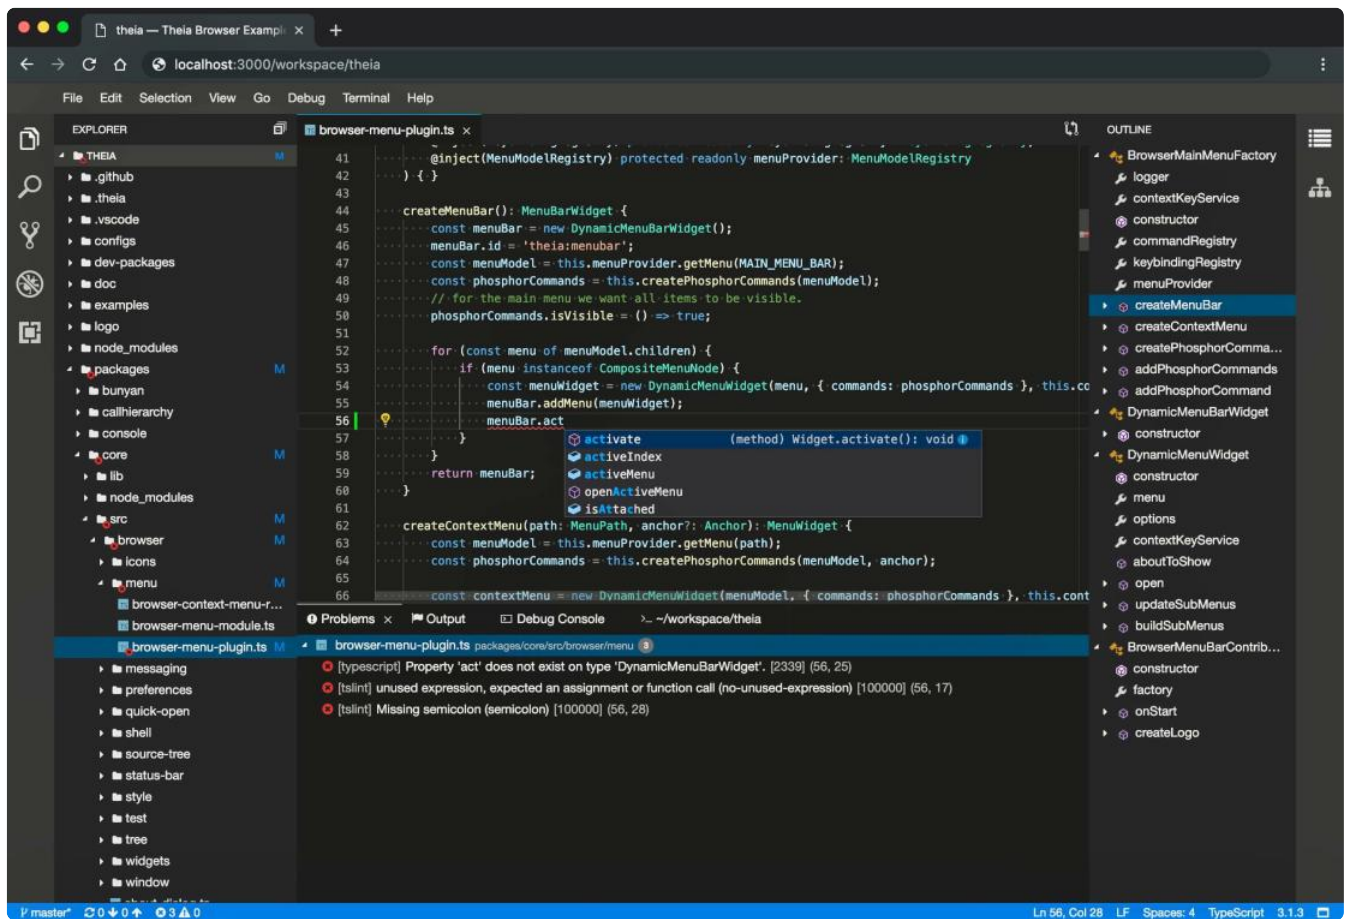 theia — Theia Browser Exampl
localhost:3000/workspace/theia
File Edit Selection View Go Debug Terminal Help
EXPLORER
THEIA M
.github
.theia
.vscode
configs
dev-packages
doc
examples
logo
node_modules
packages M
bunyan
callhierarchy
console
core M
lib
node_modules
src M
browser M
icons
menu M
browser-context-menu-r...
browser-menu-module.ts
browser-menu-plugin.ts M
messaging
preferences
quick-open
shell
source-tree
status-bar
style
test
tree
widgets
window
browser-menu-plugin.ts
41 @inject(MenuModelRegistry) protected readonly menuProvider: MenuModelRegistry
42 ) { }
43
44 createMenuBar(): MenuBarWidget {
45 const menuBar = new DynamicMenuBarWidget();
46 menuBar.id = 'theia:menubar';
47 const menuModel = this.menuProvider.getMenu(MAIN_MENU_BAR);
48 const phosphorCommands = this.createPhosphorCommands(menuModel);
49 // for the main menu we want all items to be visible.
50 phosphorCommands.isVisible = () => true;
51
52 for (const menu of menuModel.children) {
53 if (menu instanceof CompositeMenuNode) {
54 const menuWidget = new DynamicMenuWidget(menu, { commands: phosphorCommands }, this.co
55 menuBar.addMenu(menuWidget);
56 menuBar.act
57 }
58 }
59 return menuBar;
60 }
61
62 createContextMenu(path: MenuPath, anchor?: Anchor): MenuWidget {
63 const menuModel = this.menuProvider.getMenu(path);
64 const phosphorCommands = this.createPhosphorCommands(menuModel, anchor);
65
66 const contextMenu = new DynamicMenuWidget(menuModel, { commands: phosphorCommands }, this.cont
activate (method) Widget.activate(): void
activeIndex
activeMenu
openActiveMenu
isAttached
Problems Output Debug Console >_ ~/workspace/theia
browser-menu-plugin.ts packages/core/src/browser/menu 3
[typescript] Property 'act' does not exist on type 'DynamicMenuBarWidget'. [2339] (56, 25)
[tslint] unused expression, expected an assignment or function call (no-unused-expression) [100000] (56, 17)
[tslint] Missing semicolon (semicolon) [100000] (56, 28)
OUTLINE
BrowserMainMenuFactory
logger
contextKeyService
constructor
commandRegistry
keybindingRegistry
menuProvider
createMenuBar
createContextMenu
createPhosphorComma...
addPhosphorCommands
addPhosphorCommand
DynamicMenuBarWidget
constructor
DynamicMenuWidget
constructor
menu
options
contextKeyService
aboutToShow
open
updateSubMenus
buildSubMenus
BrowserMenuBarContrib...
constructor
factory
onStart
createLogo
master* 0 0 3 0
Ln 56, Col 28 LF Spaces: 4 TypeScript 3.1.3